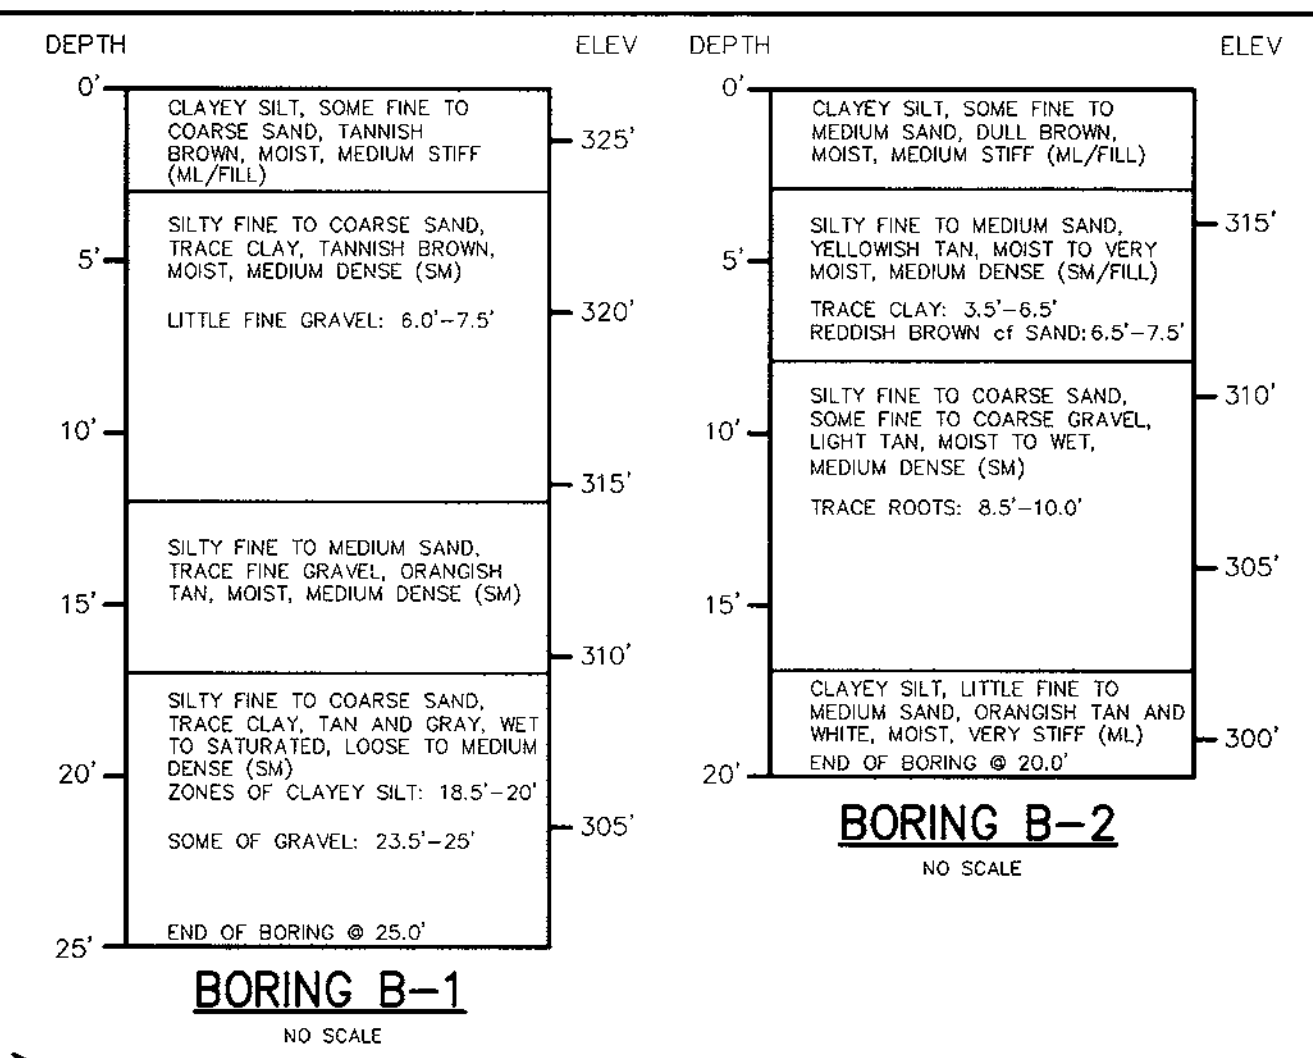 DEPTH
ELEV
0'
CLAYEY SILT, SOME FINE TO
COARSE SAND, TANNISH
BROWN, MOIST, MEDIUM STIFF
(ML/FILL)
325'
SILTY FINE TO COARSE SAND,
TRACE CLAY, TANNISH BROWN,
MOIST, MEDIUM DENSE (SM)
5'
LITTLE FINE GRAVEL: 6.0'-7.5'
320'
10'
315'
SILTY FINE TO MEDIUM SAND,
TRACE FINE GRAVEL, ORANGISH
TAN, MOIST, MEDIUM DENSE (SM)
15'
310'
SILTY FINE TO COARSE SAND,
TRACE CLAY, TAN AND GRAY, WET
TO SATURATED, LOOSE TO MEDIUM
DENSE (SM)
20'
ZONES OF CLAYEY SILT: 18.5'-20'
305'
SOME OF GRAVEL: 23.5'-25'
END OF BORING @ 25.0'
25'
BORING B-1
NO SCALE
DEPTH
ELEV
0'
CLAYEY SILT, SOME FINE TO
MEDIUM SAND, DULL BROWN,
MOIST, MEDIUM STIFF (ML/FILL)
SILTY FINE TO MEDIUM SAND,
315'
YELLOWISH TAN, MOIST TO VERY
5'
MOIST, MEDIUM DENSE (SM/FILL)
TRACE CLAY: 3.5'-6.5'
REDDISH BROWN cf SAND: 6.5'-7.5'
SILTY FINE TO COARSE SAND,
310'
SOME FINE TO COARSE GRAVEL,
10'
LIGHT TAN, MOIST TO WET,
MEDIUM DENSE (SM)
TRACE ROOTS: 8.5'-10.0'
305'
15'
CLAYEY SILT, LITTLE FINE TO
MEDIUM SAND, ORANGISH TAN AND
WHITE, MOIST, VERY STIFF (ML)
300'
END OF BORING @ 20.0'
20'
BORING B-2
NO SCALE